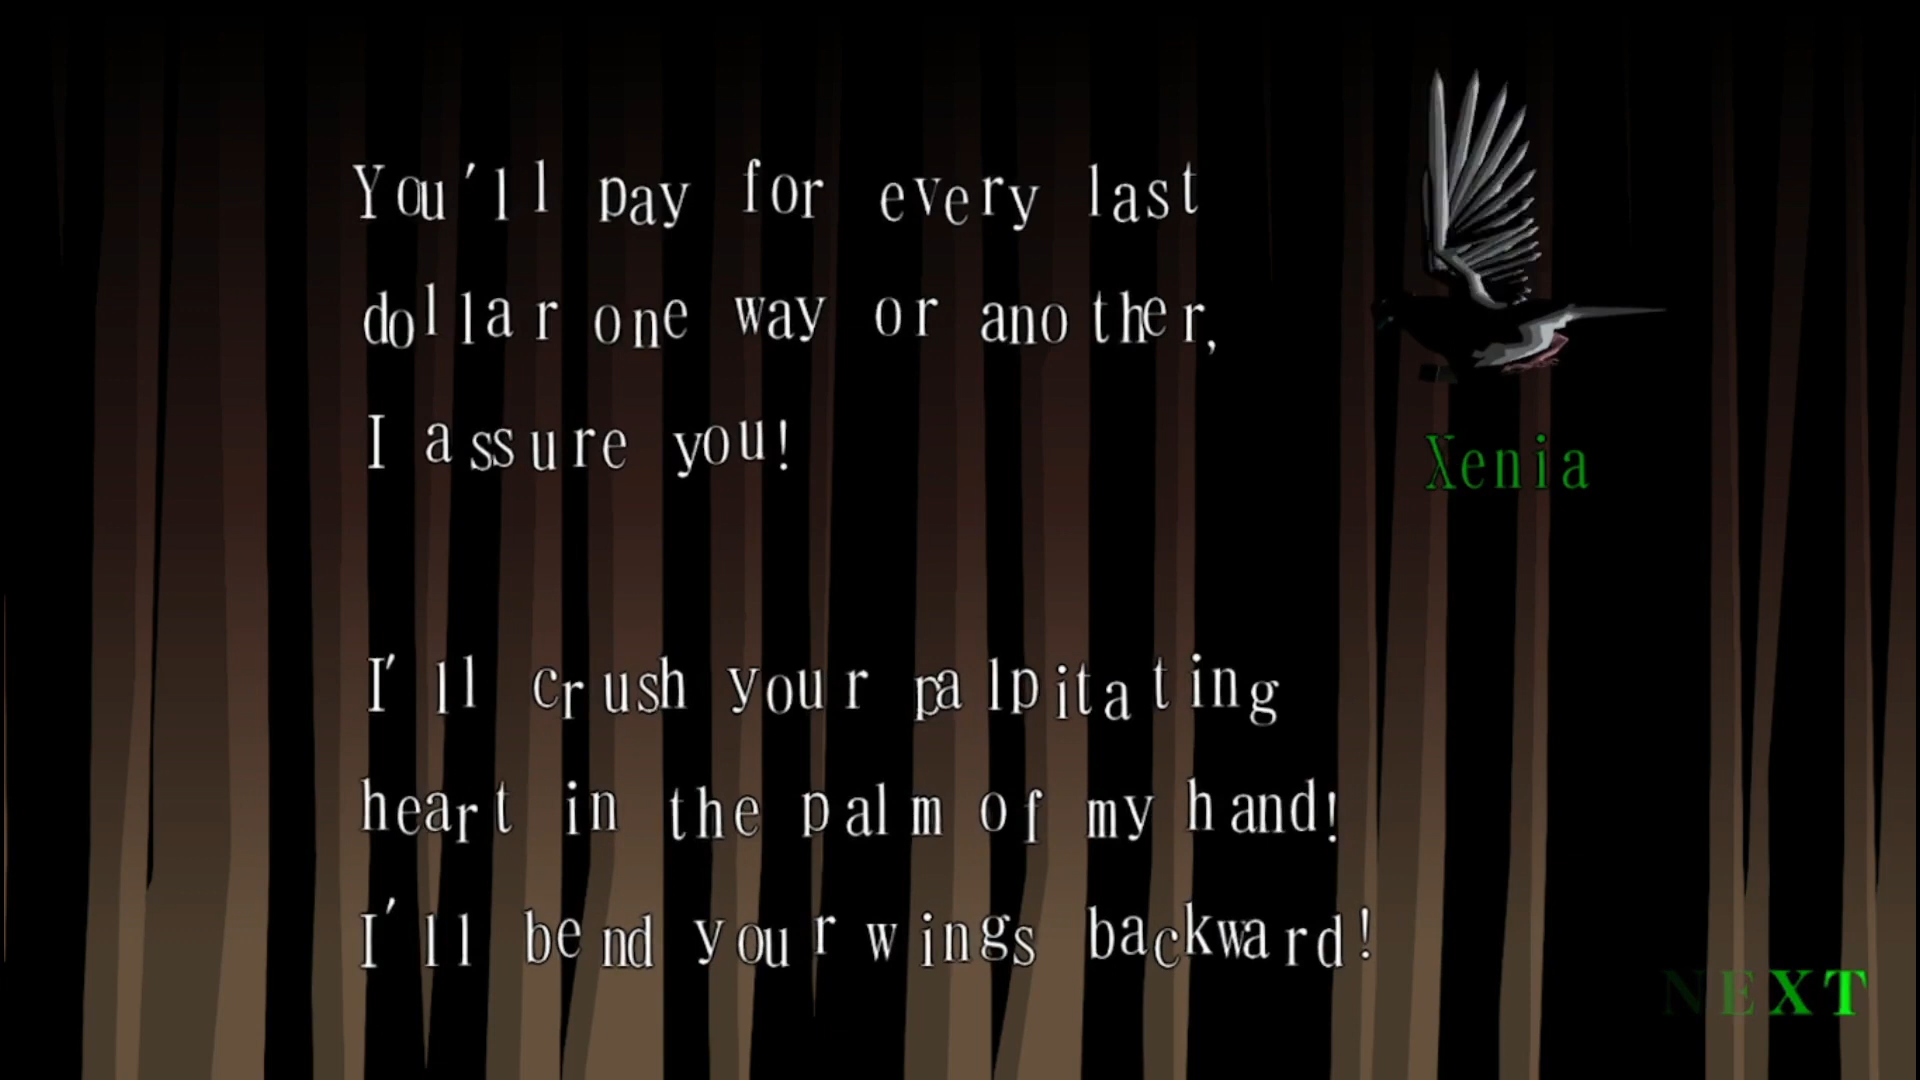 You'll pay for every last
dollar one way or another,
I assure you!
Xenia
I'll crush your palpitating
heart in the palm of my hand!
I'll bend your wings backward!
NEXT